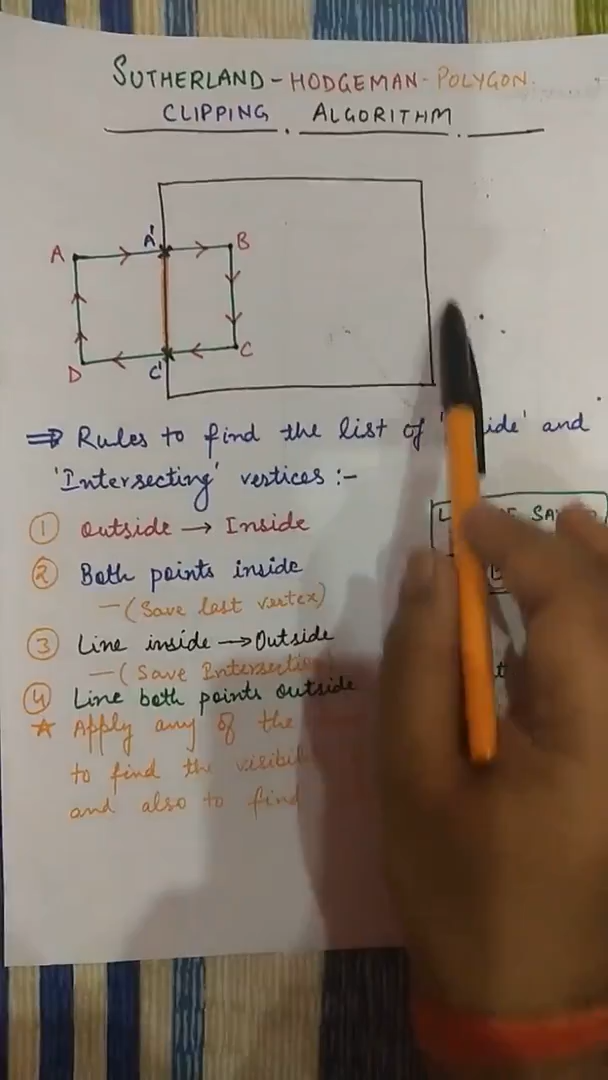 SUTHERLAND-HODGEMAN-POLYGON
CLIPPING ALGORITHM
A A' B
D C' C
⇒ Rules to find the list of and
'Intersecting' vertices :-
① Outside → Inside
② Both points inside
— (Save last vertex)
③ Line inside → Outside
— (Save
④ Line both points outside
★ Apply any of the
to find the
and also to find